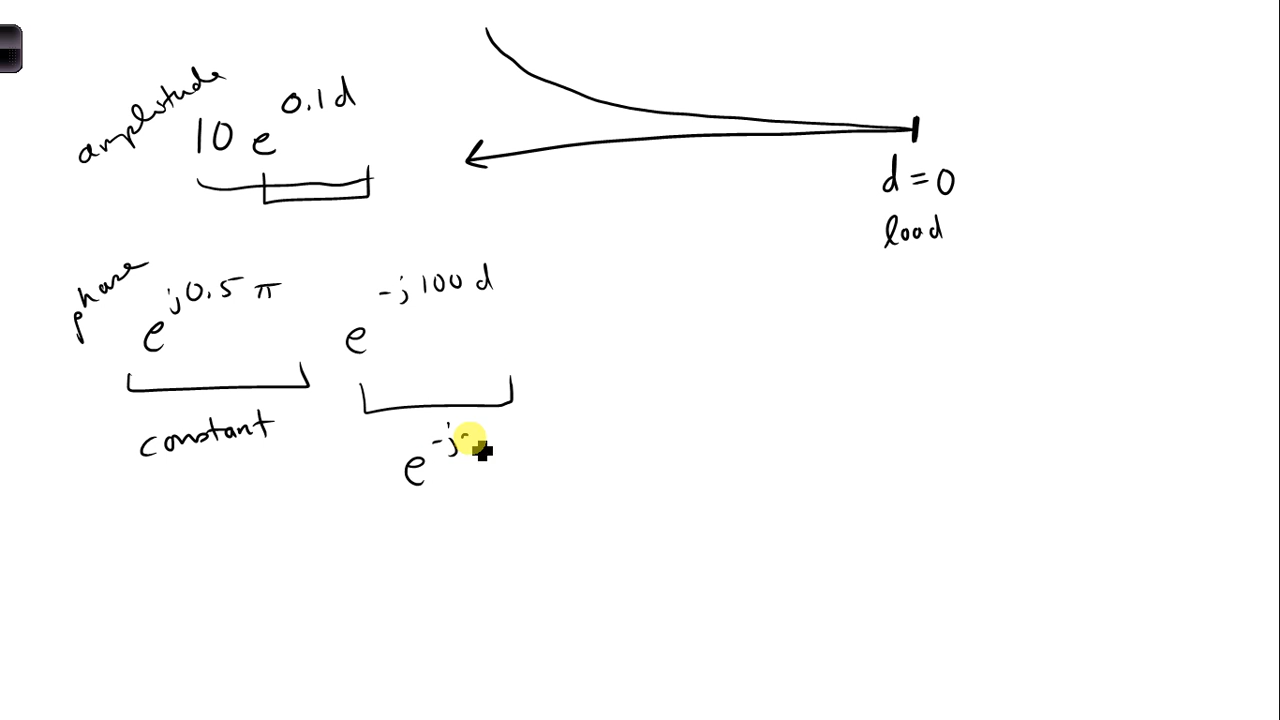 amplitude
10 e^0.1d
d = 0
load
phase
e^j0.5π e^-j100d
constant
e^-j